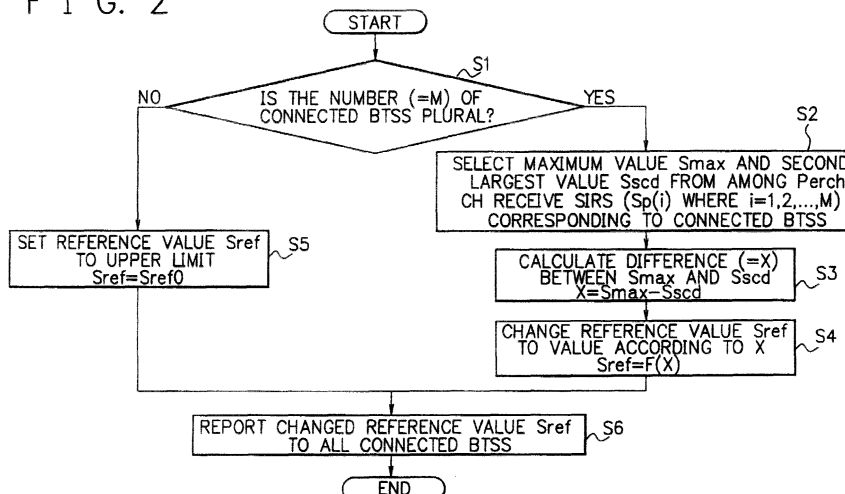 F I G. 2
START
S1
IS THE NUMBER (=M) OF
CONNECTED BTSS PLURAL?
NO
YES
S2
SELECT MAXIMUM VALUE Smax AND SECOND
LARGEST VALUE Sscd FROM AMONG Perch
CH RECEIVE SIRS (Sp(i) WHERE i=1,2,...,M)
CORRESPONDING TO CONNECTED BTSS
SET REFERENCE VALUE Sref
TO UPPER LIMIT
Sref=Sref0
S5
CALCULATE DIFFERENCE (=X)
BETWEEN Smax AND Sscd
X=Smax-Sscd
S3
CHANGE REFERENCE VALUE Sref
TO VALUE ACCORDING TO X
Sref=F(X)
S4
REPORT CHANGED REFERENCE VALUE Sref
TO ALL CONNECTED BTSS
S6
END